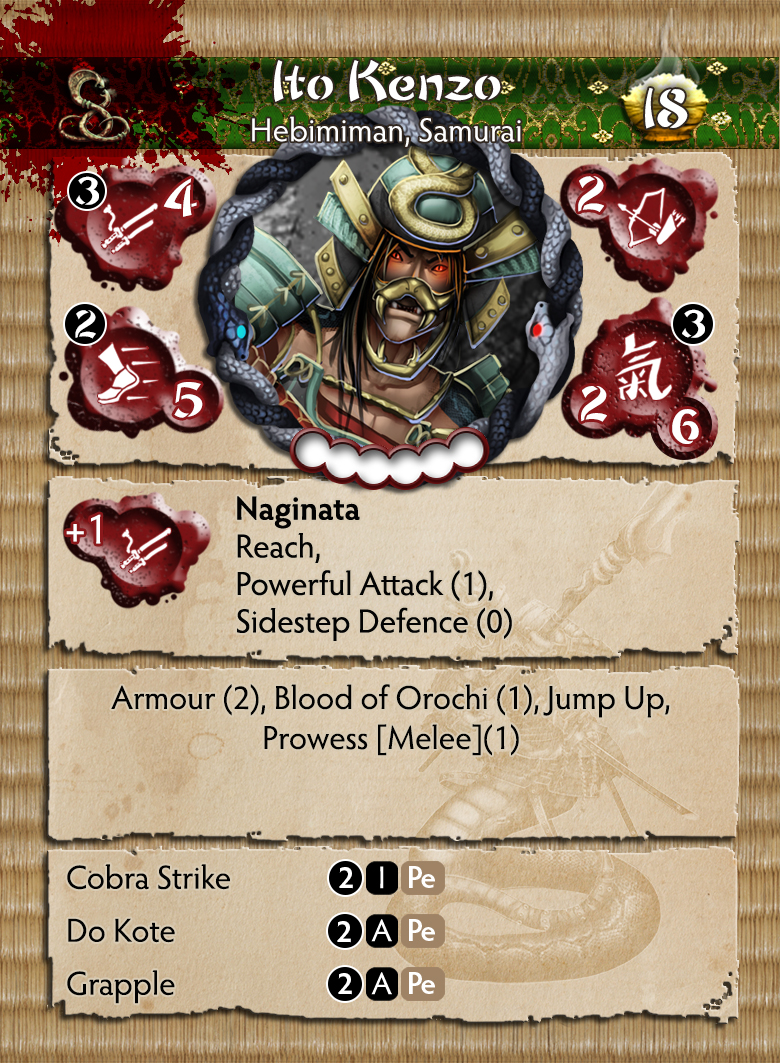 Ito Kenzo
18
Hebimiman, Samurai
3 4
2
2 5
氣 3
2 6
+1
Naginata
Reach,
Powerful Attack (1),
Sidestep Defence (0)
Armour (2), Blood of Orochi (1), Jump Up,
Prowess [Melee](1)
Cobra Strike 2 I Pe
Do Kote 2 A Pe
Grapple 2 A Pe